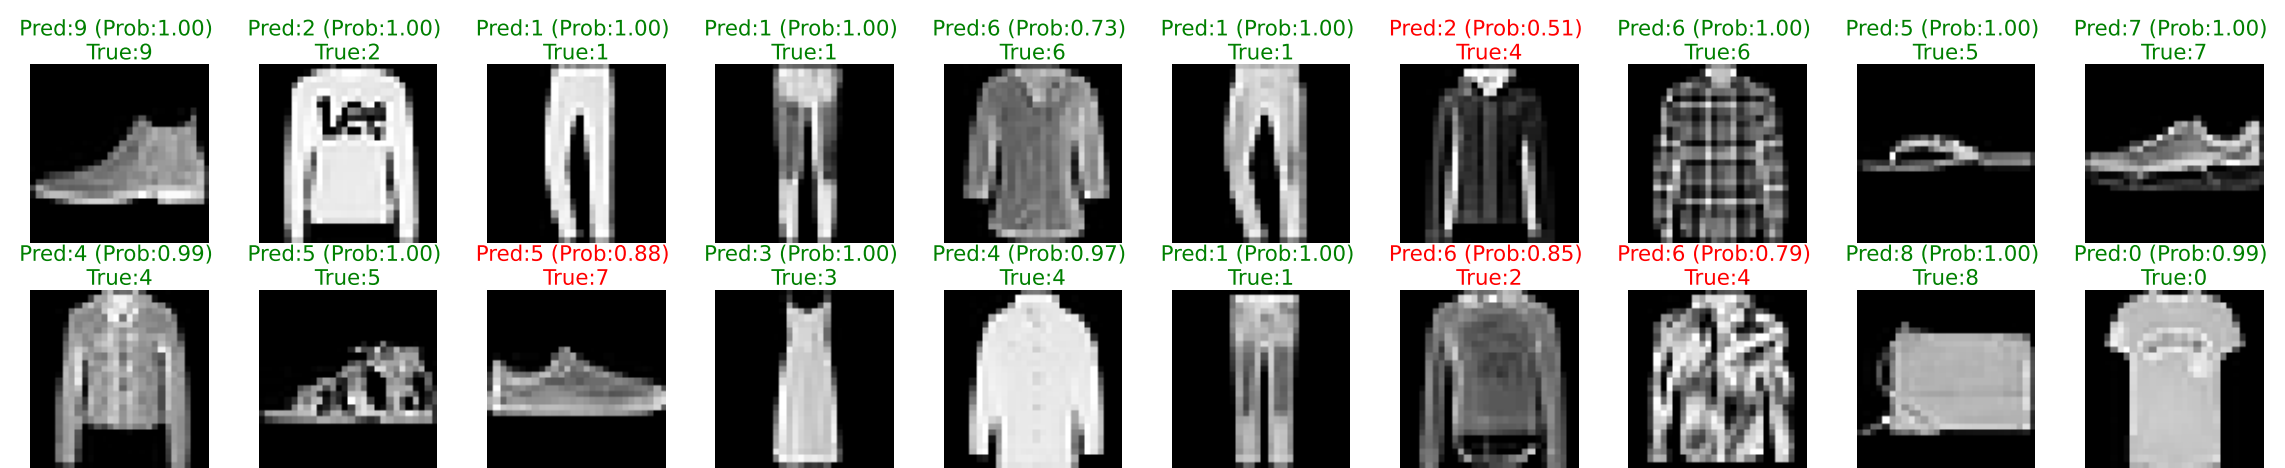 Pred:9 (Prob:1.00) Pred:2 (Prob:1.00) Pred:1 (Prob:1.00) Pred:1 (Prob:1.00) Pred:6 (Prob:0.73) Pred:1 (Prob:1.00) Pred:2 (Prob:0.51) Pred:6 (Prob:1.00) Pred:5 (Prob:1.00) Pred:7 (Prob:1.00)
True:9 True:2 True:1 True:1 True:6 True:1 True:4 True:6 True:5 True:7
Lee
Pred:4 (Prob:0.99) Pred:5 (Prob:1.00) Pred:5 (Prob:0.88) Pred:3 (Prob:1.00) Pred:4 (Prob:0.97) Pred:1 (Prob:1.00) Pred:6 (Prob:0.85) Pred:6 (Prob:0.79) Pred:8 (Prob:1.00) Pred:0 (Prob:0.99)
True:4 True:5 True:7 True:3 True:4 True:1 True:2 True:4 True:8 True:0